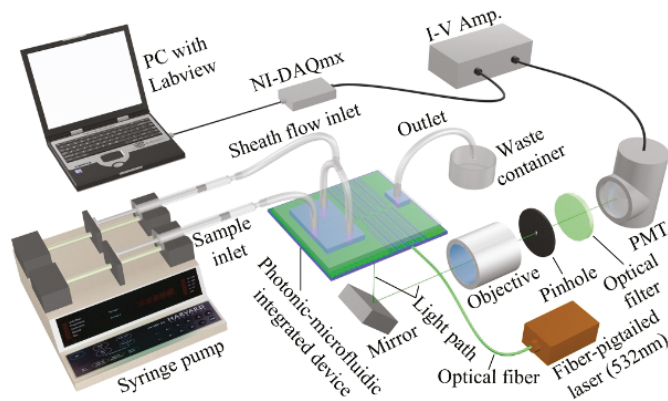 PC with
Labview
NI-DAQmx
I-V Amp.
Sheath flow inlet
Outlet
Waste
container
Sample
inlet
PMT
Optical
filter
Pinhole
Objective
Light path
Mirror
Photonic-microfluidic
integrated device
Optical fiber
Fiber-pigtailed
laser (532nm)
Syringe pump
HARVARD